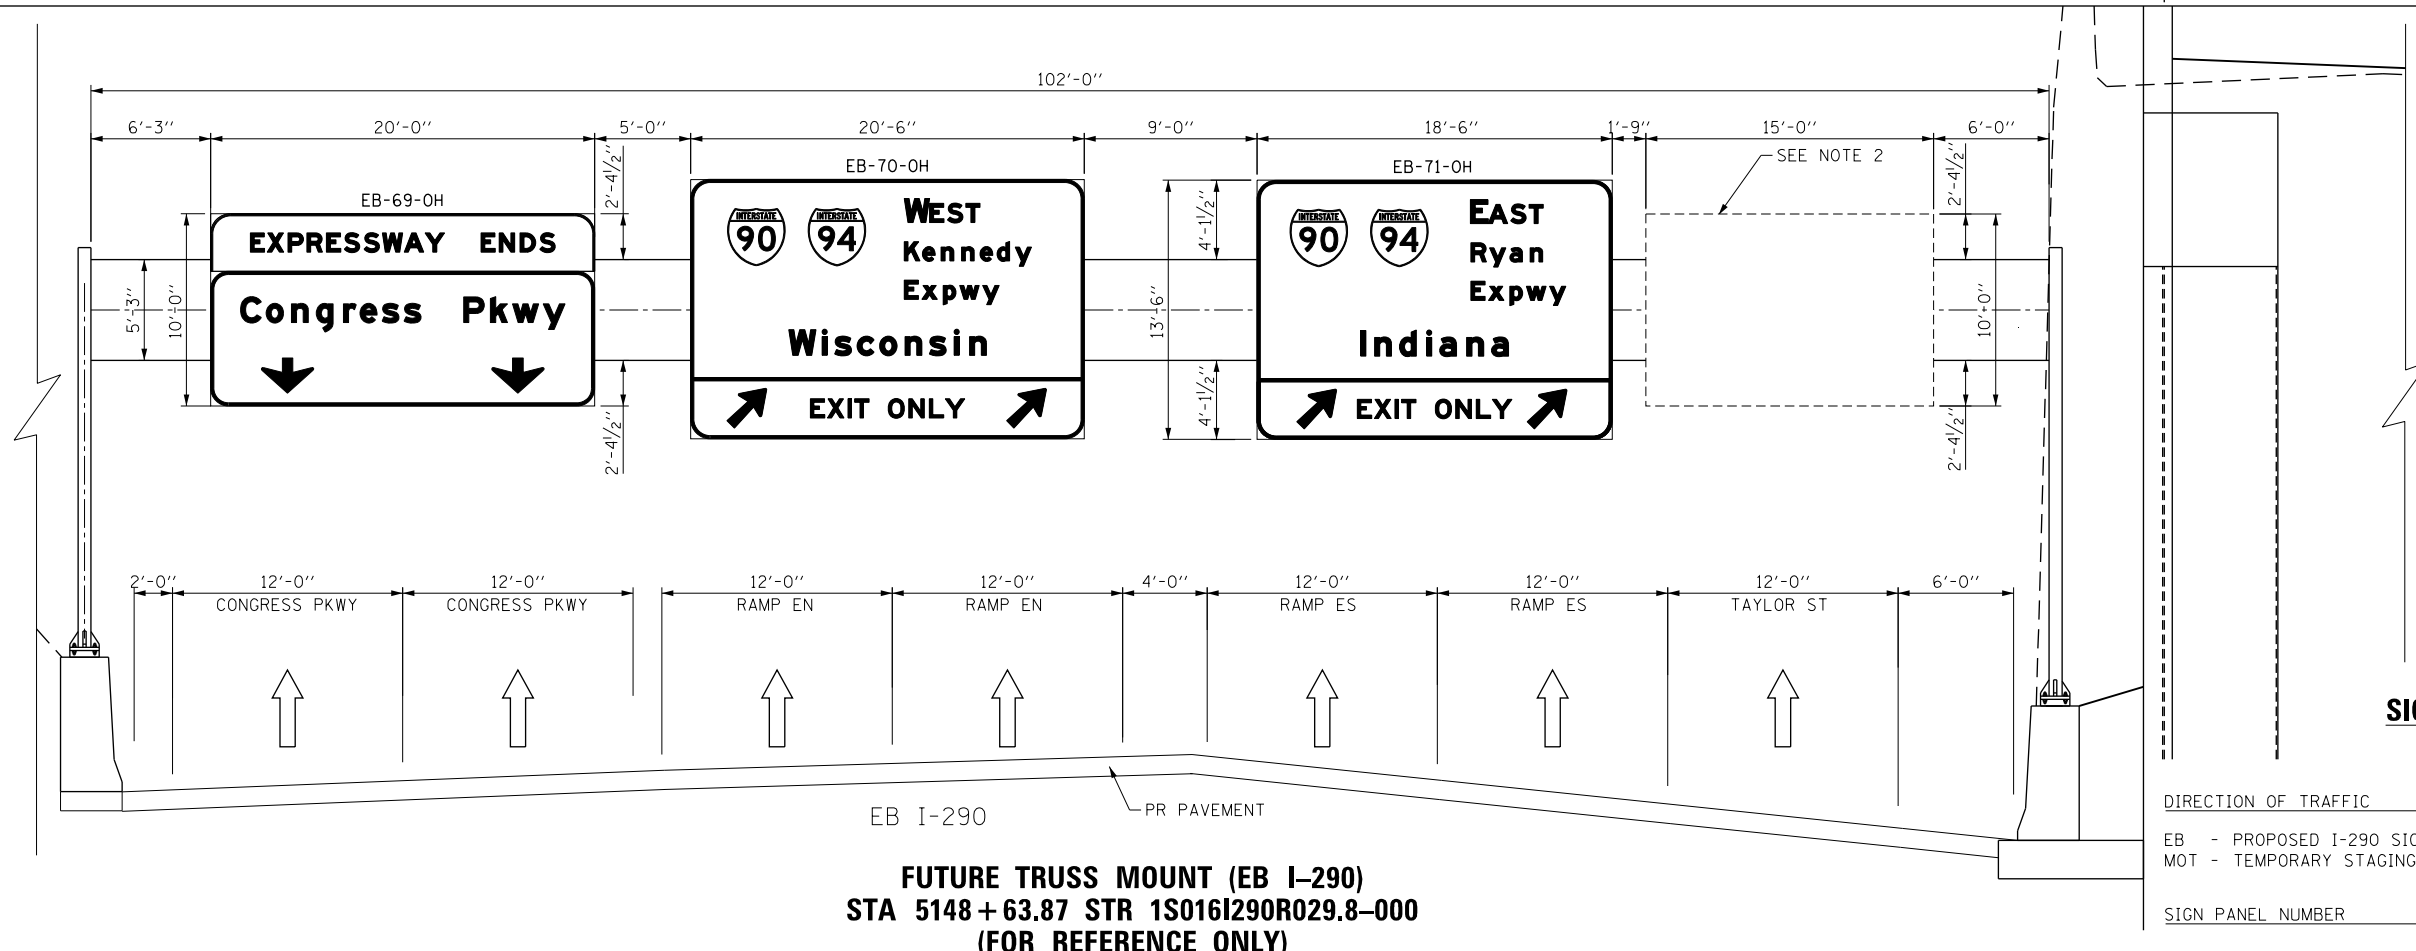 102'-0"
6'-3" 20'-0" 5'-0" 20'-6" 9'-0" 18'-6" 1'-9" 15'-0" 6'-0"
EB-69-OH
EXPRESSWAY ENDS
Congress Pkwy
5'-3"
10'-0"
2'-4½"
2'-4½"
EB-70-OH
INTERSTATE 90 INTERSTATE 94 WEST
Kennedy
Expwy
Wisconsin
EXIT ONLY
13'-6"
4'-1½"
4'-1½"
EB-71-OH
INTERSTATE 90 INTERSTATE 94 EAST
Ryan
Expwy
Indiana
EXIT ONLY
SEE NOTE 2
2'-4½"
10'-0"
2'-4½"
2'-0" 12'-0" 12'-0" 12'-0" 12'-0" 4'-0" 12'-0" 12'-0" 12'-0" 6'-0"
CONGRESS PKWY CONGRESS PKWY RAMP EN RAMP EN RAMP ES RAMP ES TAYLOR ST
EB I-290
PR PAVEMENT
FUTURE TRUSS MOUNT (EB I-290)
STA 5148+63.87 STR 1S016I290R029.8-000
(FOR REFERENCE ONLY)
DIRECTION OF TRAFFIC
EB - PROPOSED I-290
MOT - TEMPORARY STAGING
SIGN PANEL NUMBER